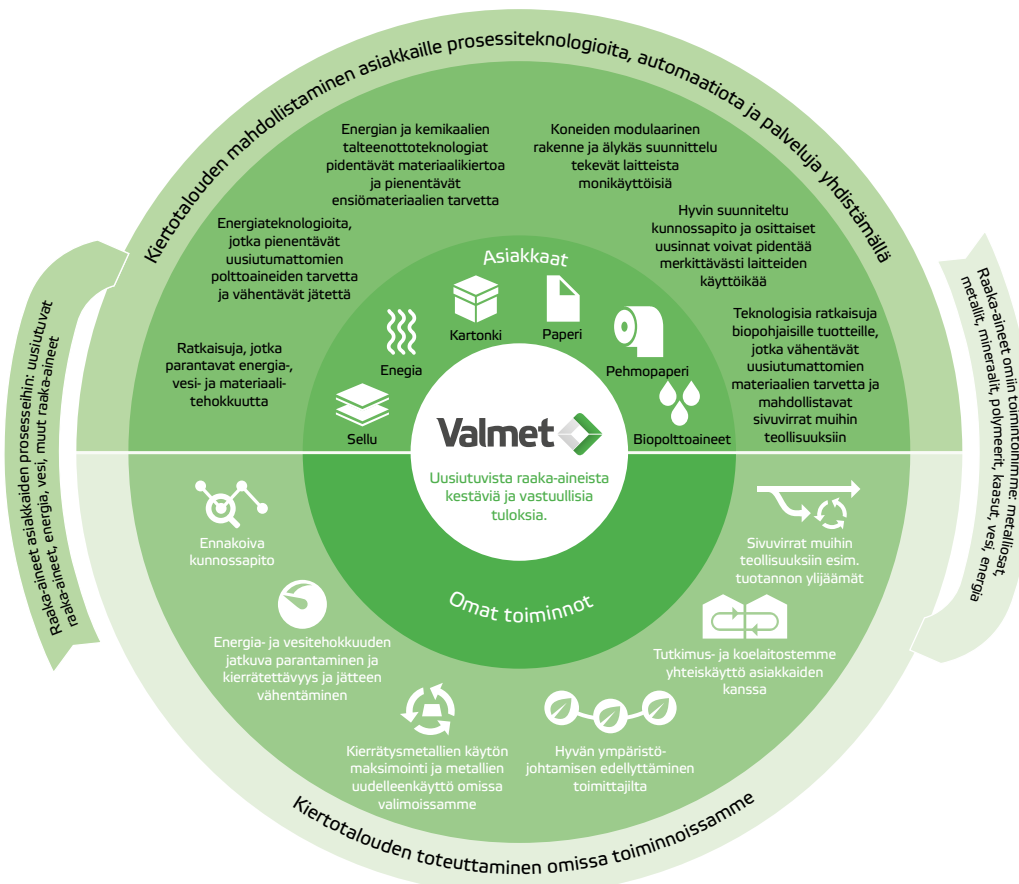 Kiertotalouden mahdollistaminen asiakkaille prosessiteknologioita, automaatiota ja palveluja yhdistämällä
Energian ja kemikaalien
talteenottoteknologiat
pidentävät materiaalikiertoa
ja pienentävät
ensiömateriaalien tarvetta
Koneiden modulaarinen
rakenne ja älykäs suunnittelu
tekevät laitteista
monikäyttöisiä
Energiateknologioita,
jotka pienentävät
uusiutumattomien
polttoaineiden tarvetta
ja vähentävät jätettä
Hyvin suunniteltu
kunnossapito ja osittaiset
uusinnat voivat pidentää
merkittävästi laitteiden
käyttöikää
Ratkaisuja, jotka
parantavat energia-,
vesi- ja materiaali-
tehokkuutta
Teknologisia ratkaisuja
biopohjaisille tuotteille,
jotka vähentävät
uusiutumattomien
materiaalien tarvetta ja
mahdollistavat
sivuvirrat muihin
teollisuuksiin
Asiakkaat
Sellu
Enegia
Kartonki
Paperi
Pehmopaperi
Biopolttoaineet
Valmet
Uusiutuvista raaka-aineista
kestäviä ja vastuullisia
tuloksia.
Omat toiminnot
Ennakoiva
kunnossapito
Energia- ja vesitehokkuuden
jatkuva parantaminen ja
kierrätettävyys ja jätteen
vähentäminen
Kierrätysmetallien käytön
maksimointi ja metallien
uudelleenkäyttö omissa
valimoissamme
Hyvän ympäristö-
johtamisen edellyttäminen
toimittajilta
Tutkimus- ja koelaitostemme
yhteiskäyttö asiakkaiden
kanssa
Sivuvirrat muihin
teollisuuksiin esim.
tuotannon ylijäämät
Kiertotalouden toteuttaminen omissa toiminnoissamme
Raaka-aineet asiakkaiden prosesseihin: uusiutuvat
raaka-aineet, energia, vesi, muut raaka-aineet
Raaka-aineet omiin toimintoimme: metalliosat,
metallit, mineraalit, polymeerit, kaasut, vesi, energia